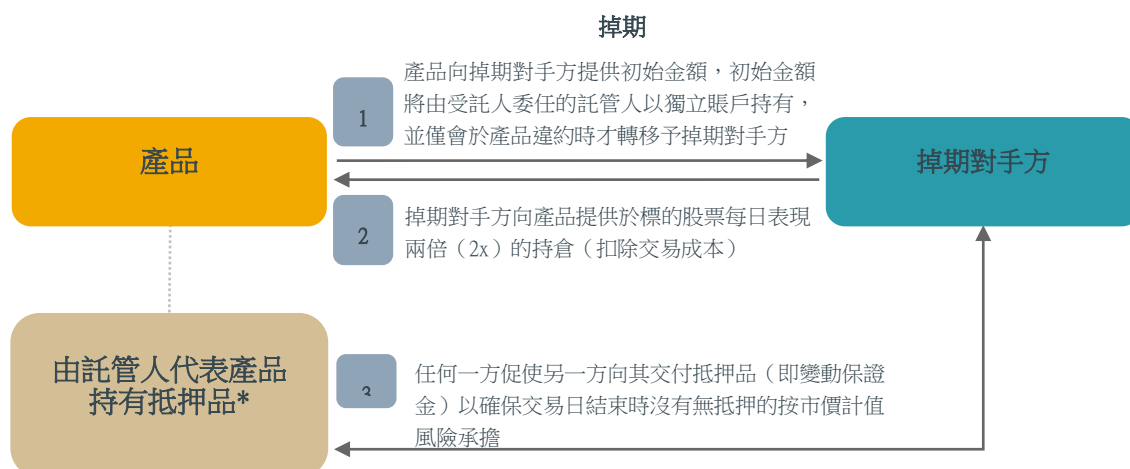 掉期
產品向掉期對手方提供初始金額，初始金額
1
將由受託人委任的託管人以獨立賬戶持有，
並僅會於產品違約時才轉移予掉期對手方
產品
掉期對手方
2
掉期對手方向產品提供於標的股票每日表現
兩倍（2x）的持倉（扣除交易成本）
由託管人代表產品
持有抵押品*
3
任何一方促使另一方向其交付抵押品（即變動保證
金）以確保交易日結束時沒有無抵押的按市價計值
風險承擔